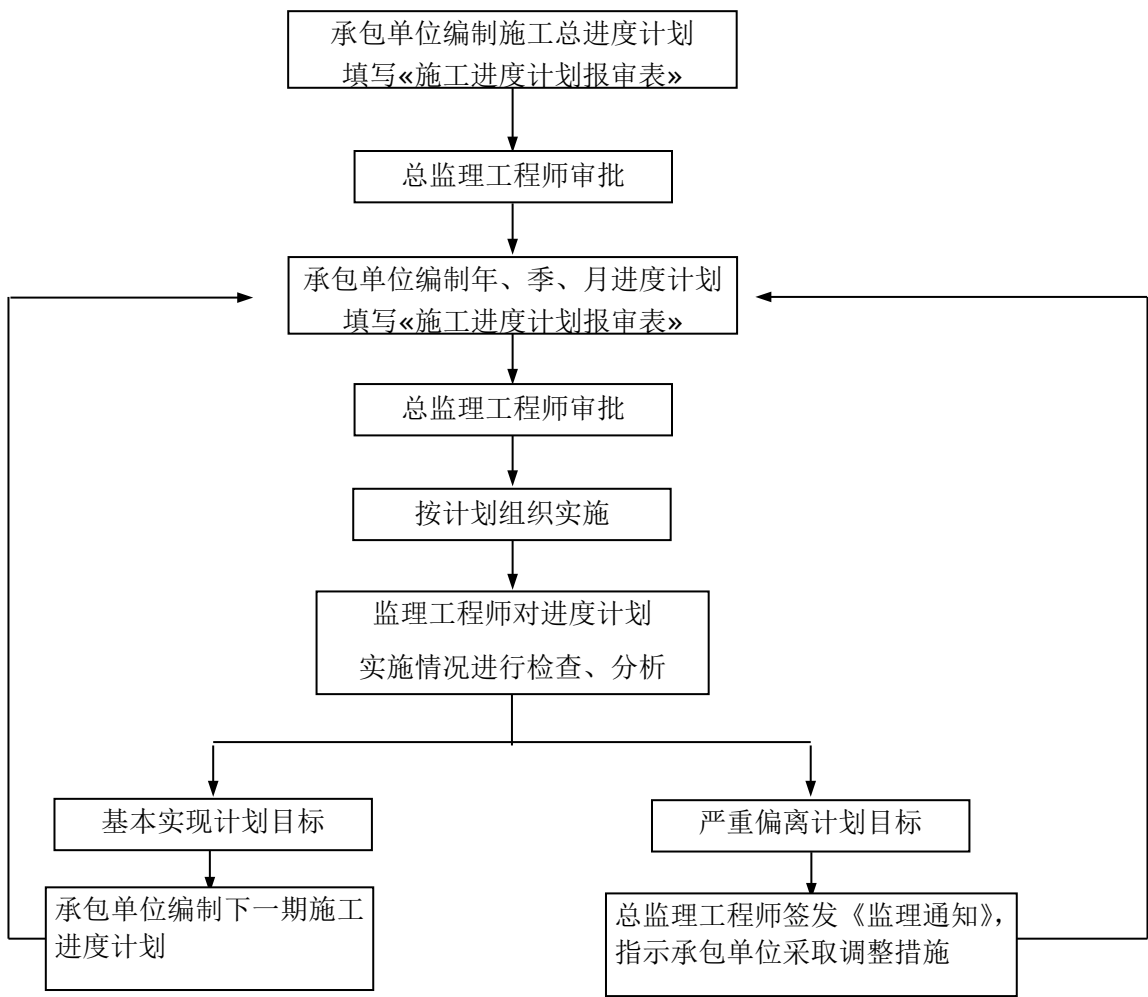 承包单位编制施工总进度计划
填写«施工进度计划报审表»
总监理工程师审批
承包单位编制年、季、月进度计划
填写«施工进度计划报审表»
总监理工程师审批
按计划组织实施
监理工程师对进度计划
实施情况进行检查、分析
基本实现计划目标
严重偏离计划目标
承包单位编制下一期施工
进度计划
总监理工程师签发《监理通知》,
指示承包单位采取调整措施